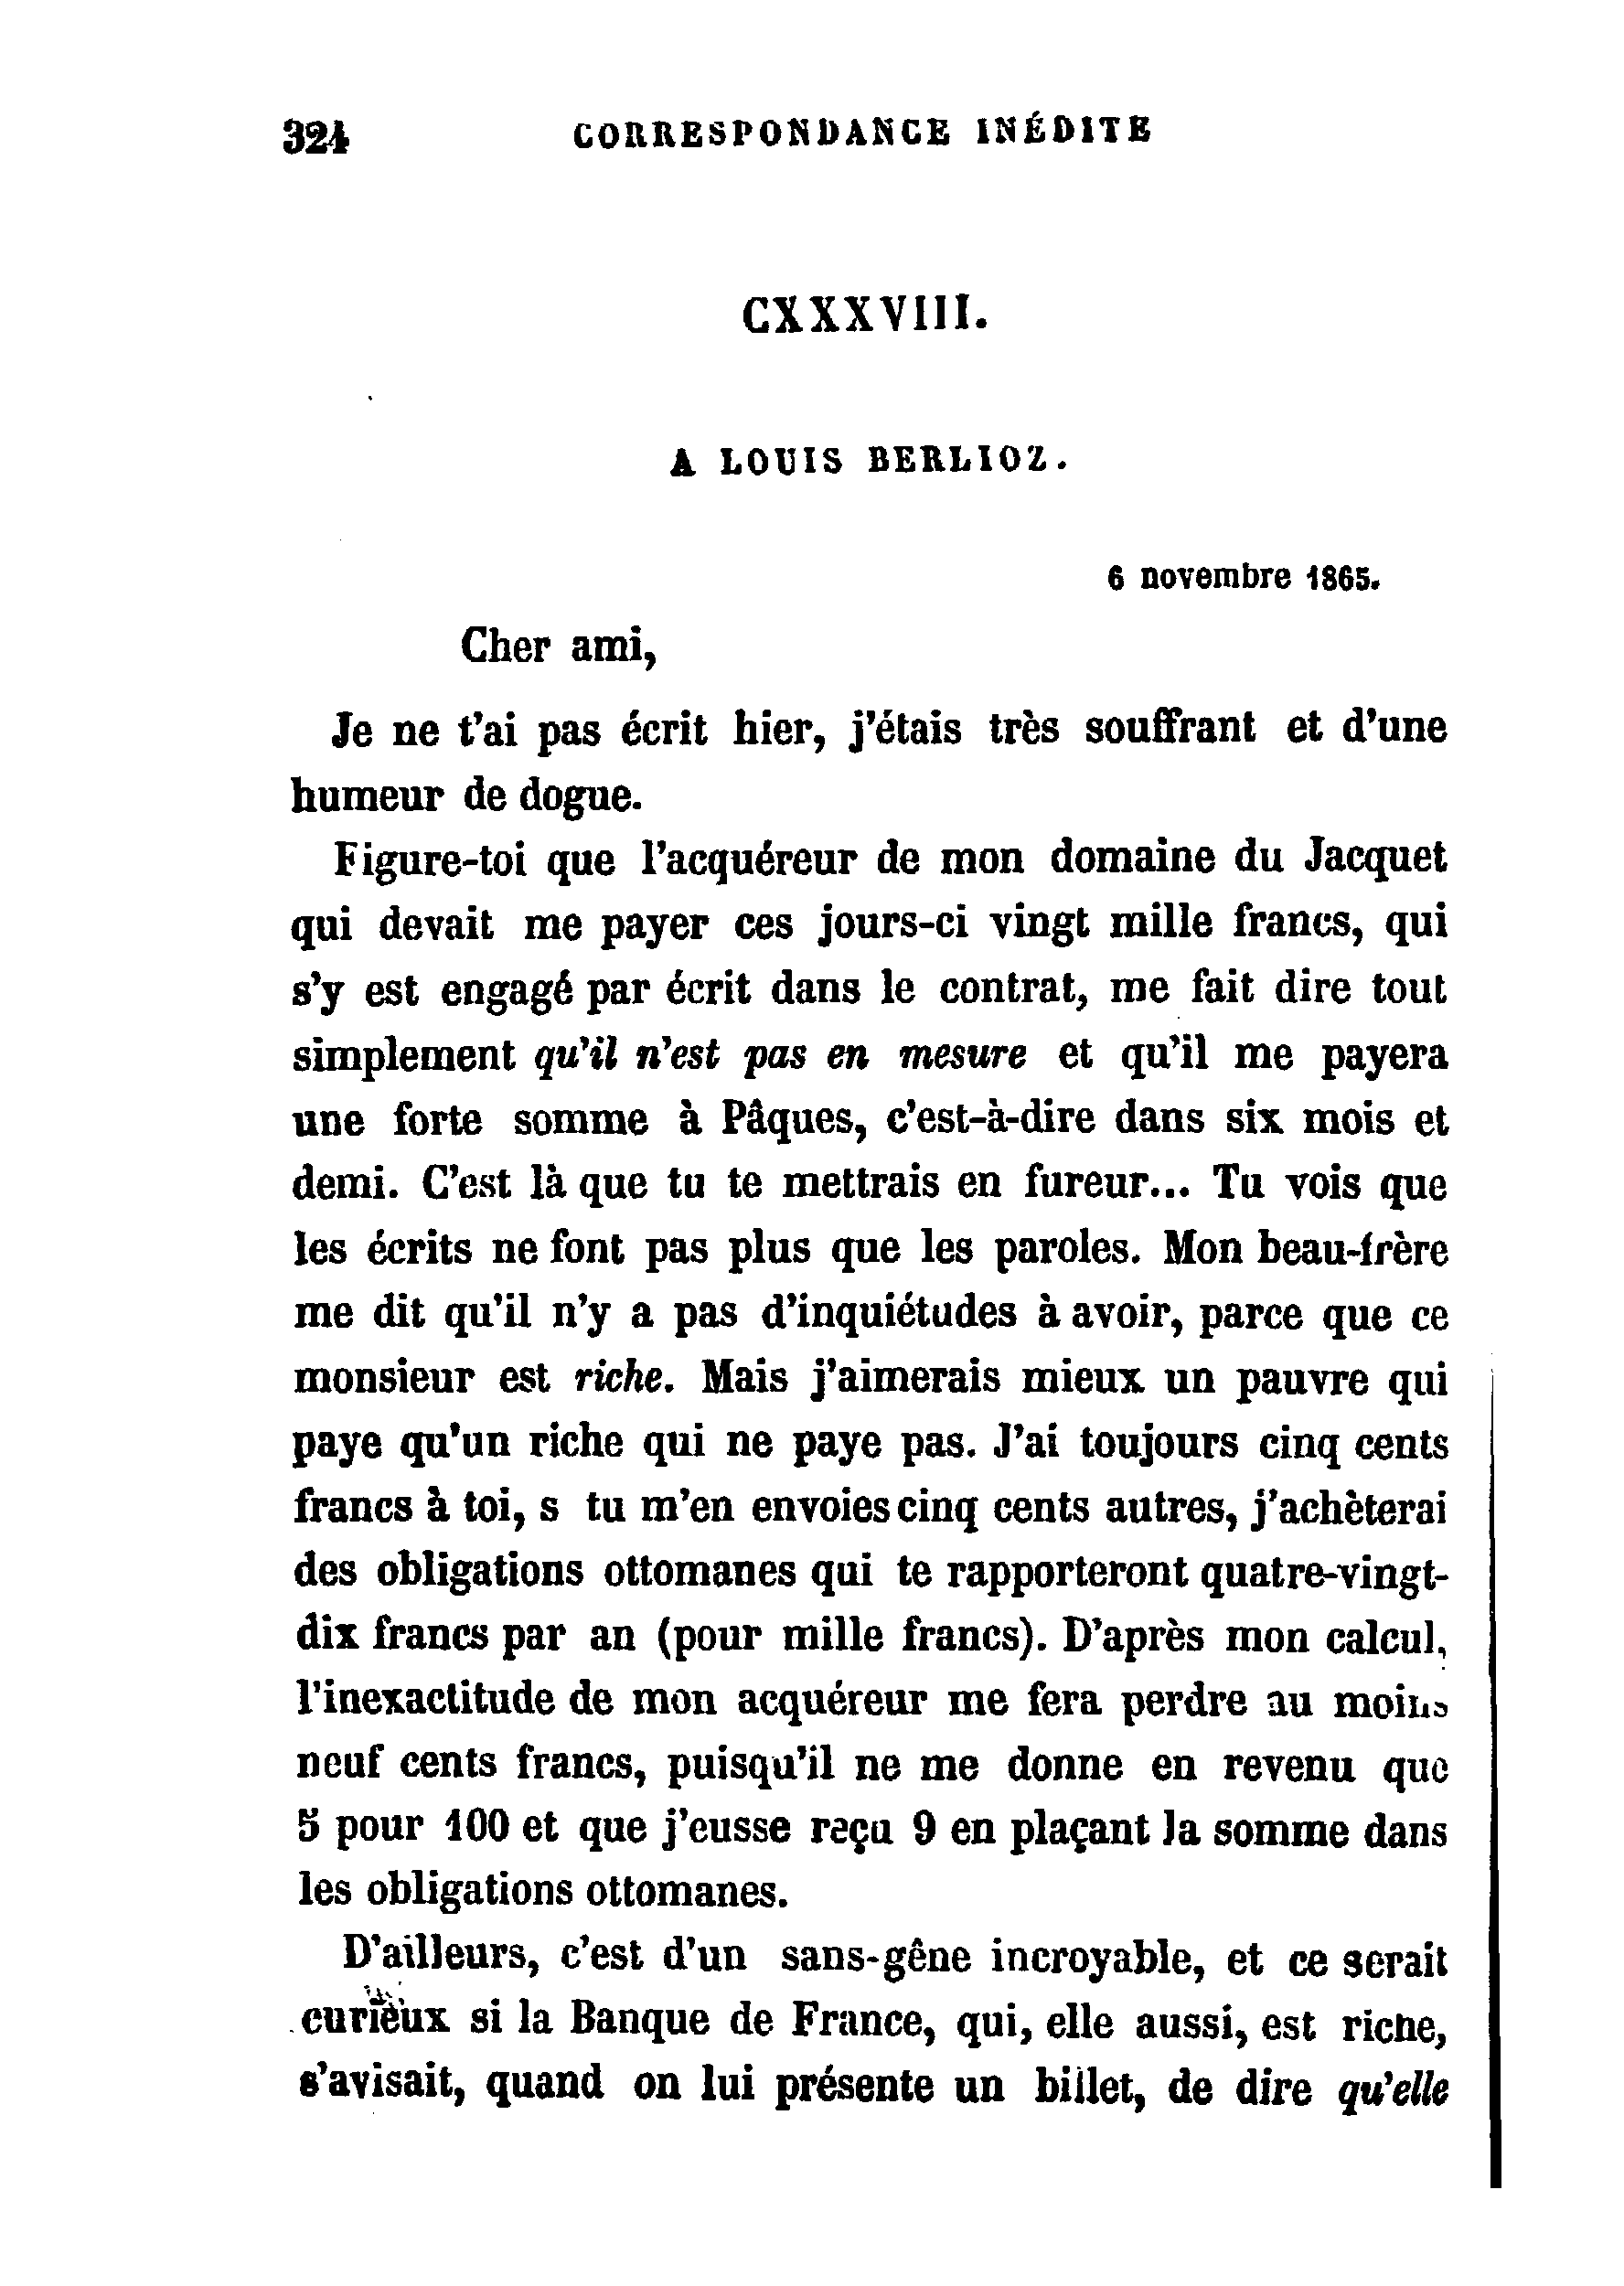 324 CORRESPONDANCE INÉDITE
CXXXVIII.
A LOUIS BERLIOZ.
6 novembre 1865.
Cher ami,
Je ne t'ai pas écrit hier, j'étais très souffrant et d'une
humeur de dogue.
Figure-toi que l'acquéreur de mon domaine du Jacquet
qui devait me payer ces jours-ci vingt mille francs, qui
s'y est engagé par écrit dans le contrat, me fait dire tout
simplement qu'il n'est pas en mesure et qu'il me payera
une forte somme à Pâques, c'est-à-dire dans six mois et
demi. C'est là que tu te mettrais en fureur... Tu vois que
les écrits ne font pas plus que les paroles. Mon beau-frère
me dit qu'il n'y a pas d'inquiétudes à avoir, parce que ce
monsieur est riche. Mais j'aimerais mieux un pauvre qui
paye qu'un riche qui ne paye pas. J'ai toujours cinq cents
francs à toi, s tu m'en envoies cinq cents autres, j'achèterai
des obligations ottomanes qui te rapporteront quatre-vingt-
dix francs par an (pour mille francs). D'après mon calcul,
l'inexactitude de mon acquéreur me fera perdre au moins
neuf cents francs, puisqu'il ne me donne en revenu que
5 pour 100 et que j'eusse reçu 9 en plaçant la somme dans
les obligations ottomanes.
D'ailleurs, c'est d'un sans-gêne incroyable, et ce serait
curieux si la Banque de France, qui, elle aussi, est riche,
s'avisait, quand on lui présente un billet, de dire qu'elle